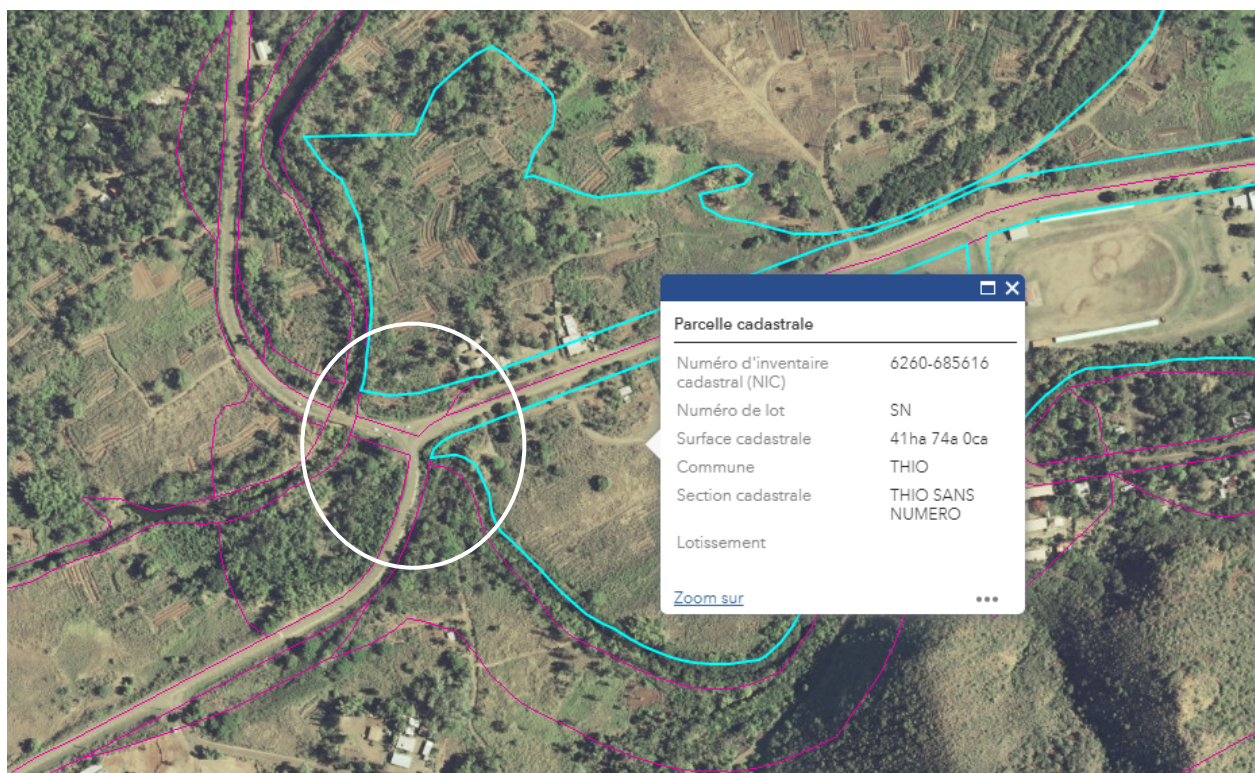 Parcelle cadastrale
Numéro d'inventaire 6260-685616
cadastral (NIC)
Numéro de lot SN
Surface cadastrale 41ha 74a 0ca
Commune THIO
Section cadastrale THIO SANS
NUMERO
Lotissement
Zoom sur